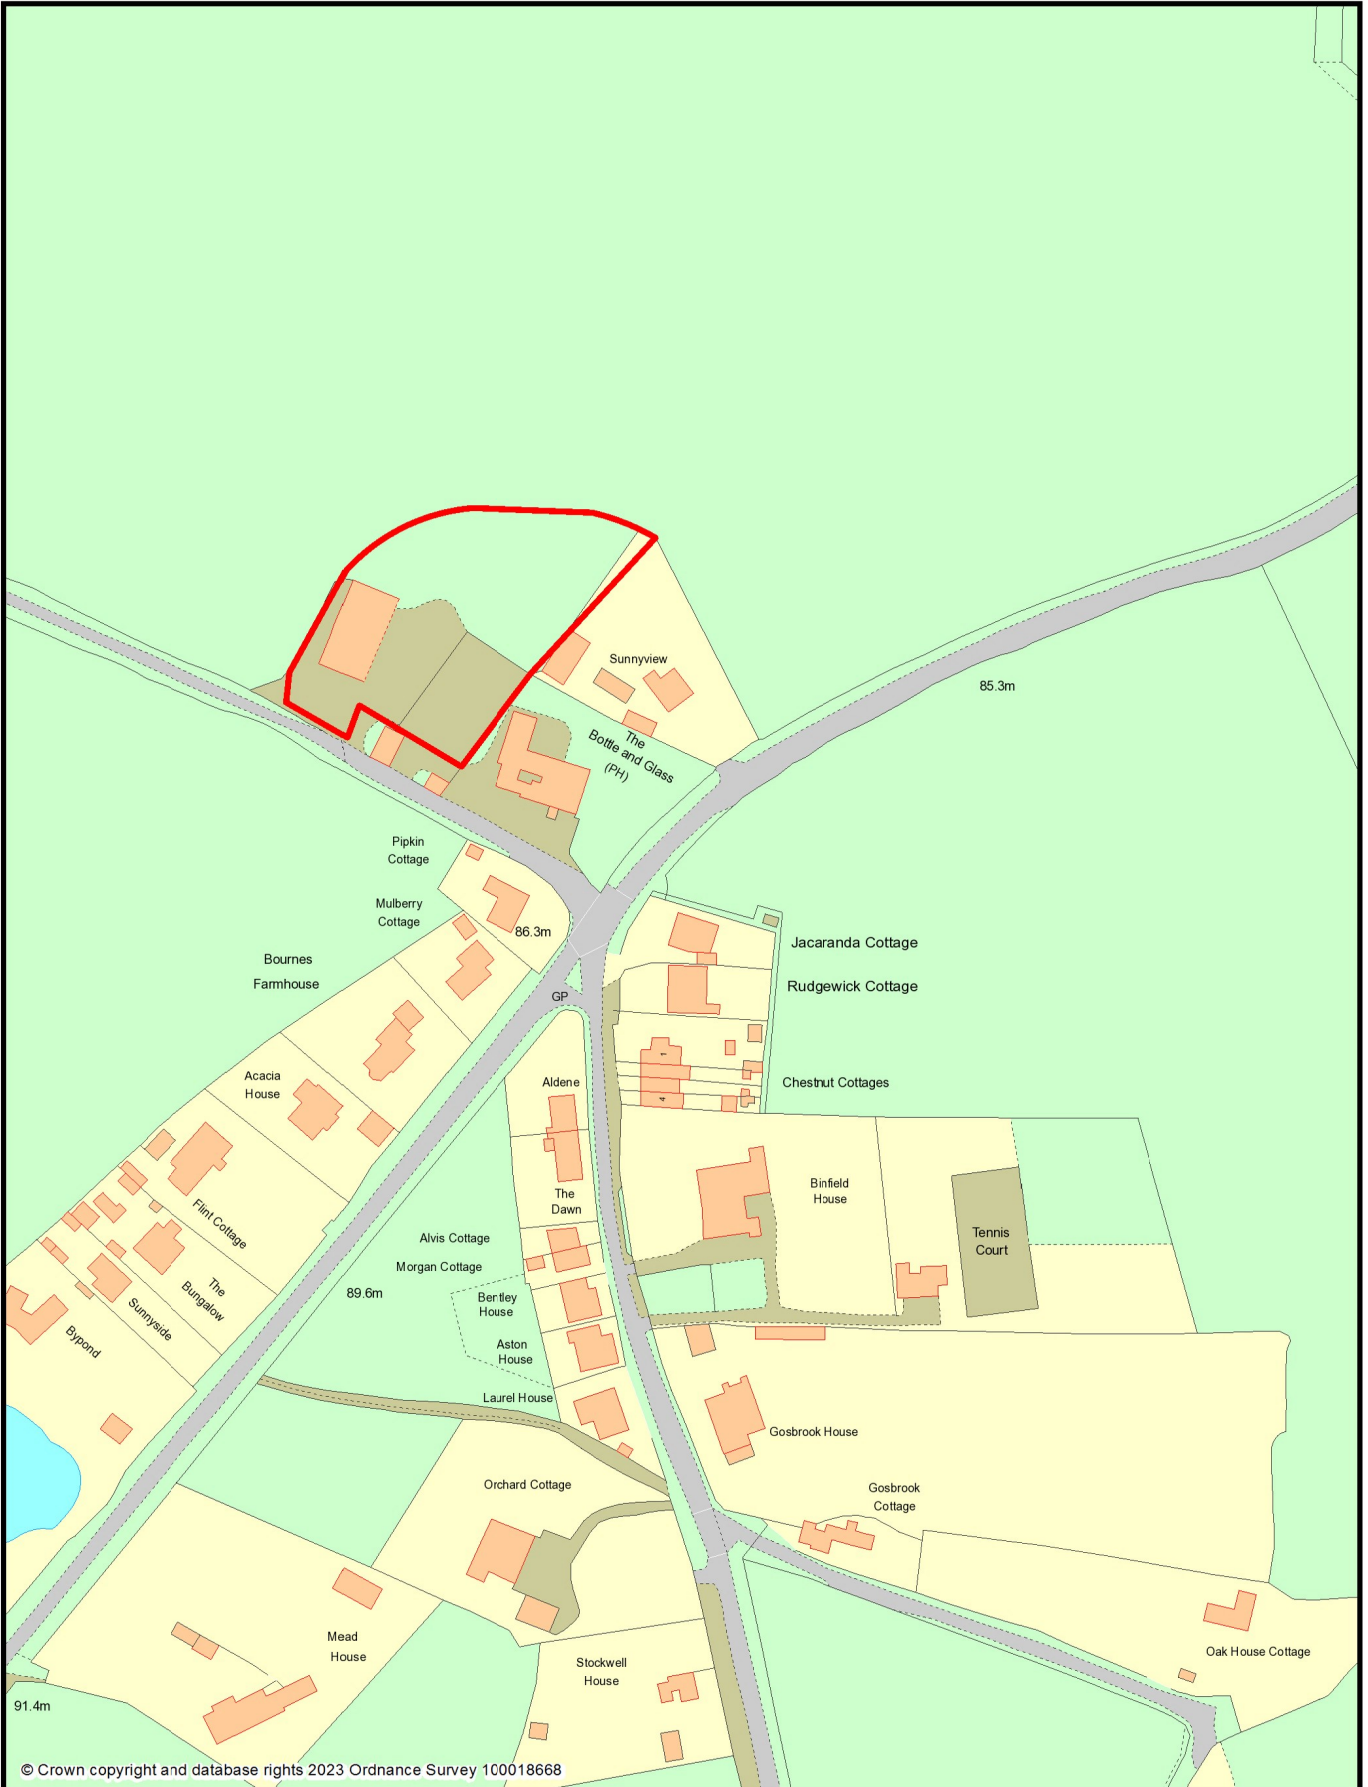 Sunnyview
85.3m
The
Bottle and Glass
(PH)
Pipkin
Cottage
Mulberry
Cottage
86.3m
Jacaranda Cottage
Bournes
Farmhouse
Rudgewick Cottage
GP
1
Acacia
House
Aldene
Chestnut Cottages
4
Flint Cottage
The
Dawn
Binfield
House
Tennis
Court
Alvis Cottage
Morgan Cottage
The
Bungalow
89.6m
Bentley
House
Sunnyside
Bypond
Aston
House
Laurel House
Gosbrook House
Orchard Cottage
Gosbrook
Cottage
Mead
House
Stockwell
House
Oak House Cottage
91.4m
© Crown copyright and database rights 2023 Ordnance Survey 100018668